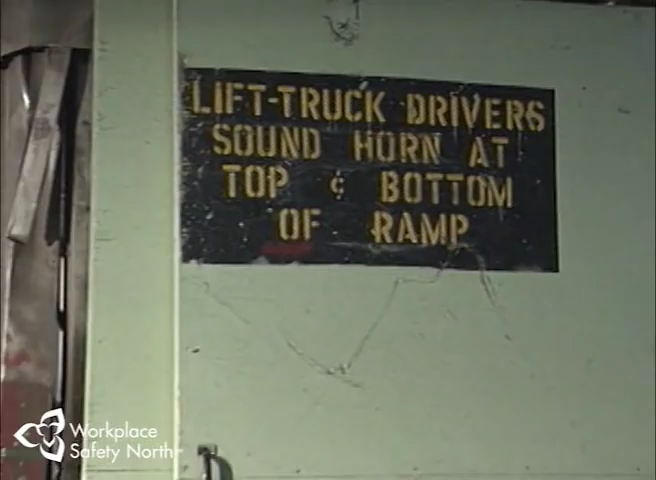 LIFT-TRUCK DRIVERS
SOUND HORN AT
TOP & BOTTOM
OF RAMP
Workplace
Safety North